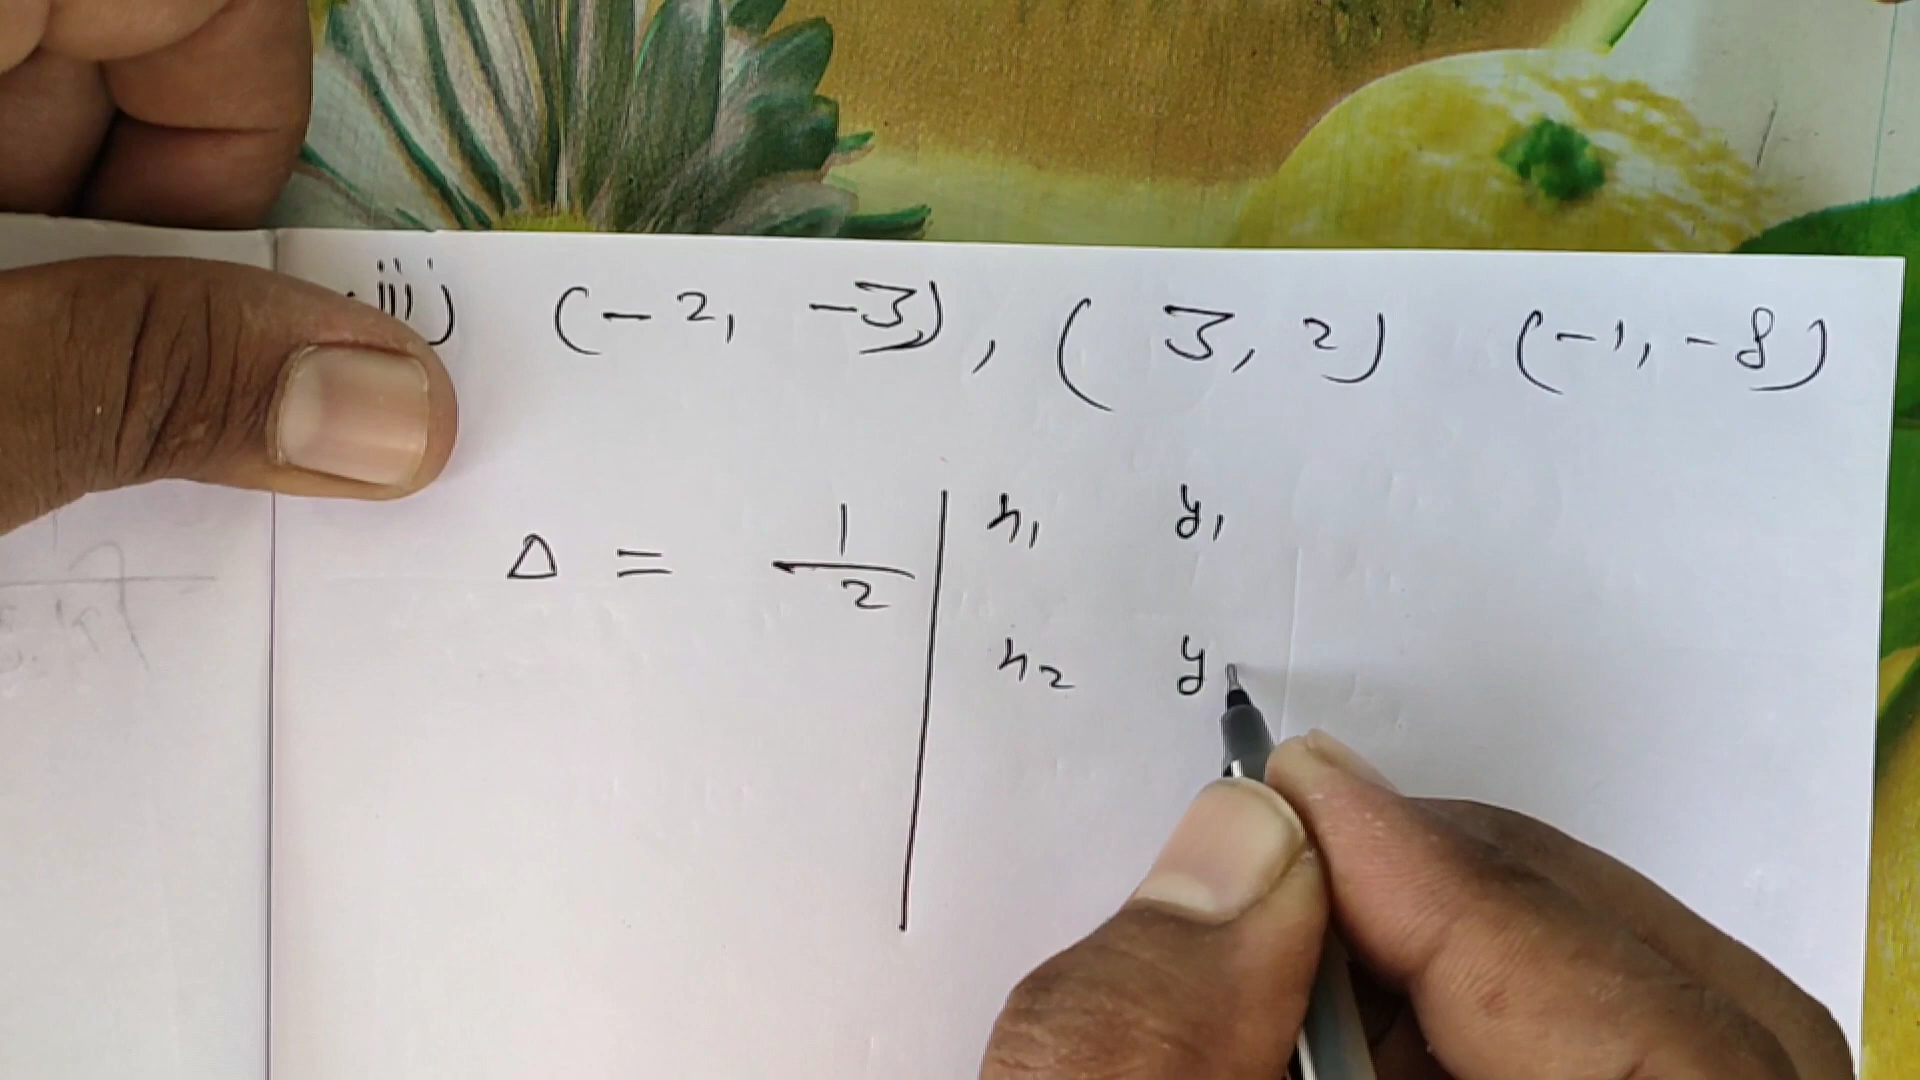 iii) (-2, -3), (3, 2) (-1, -8)
Δ = 1/2 | x1 y1
x2 y